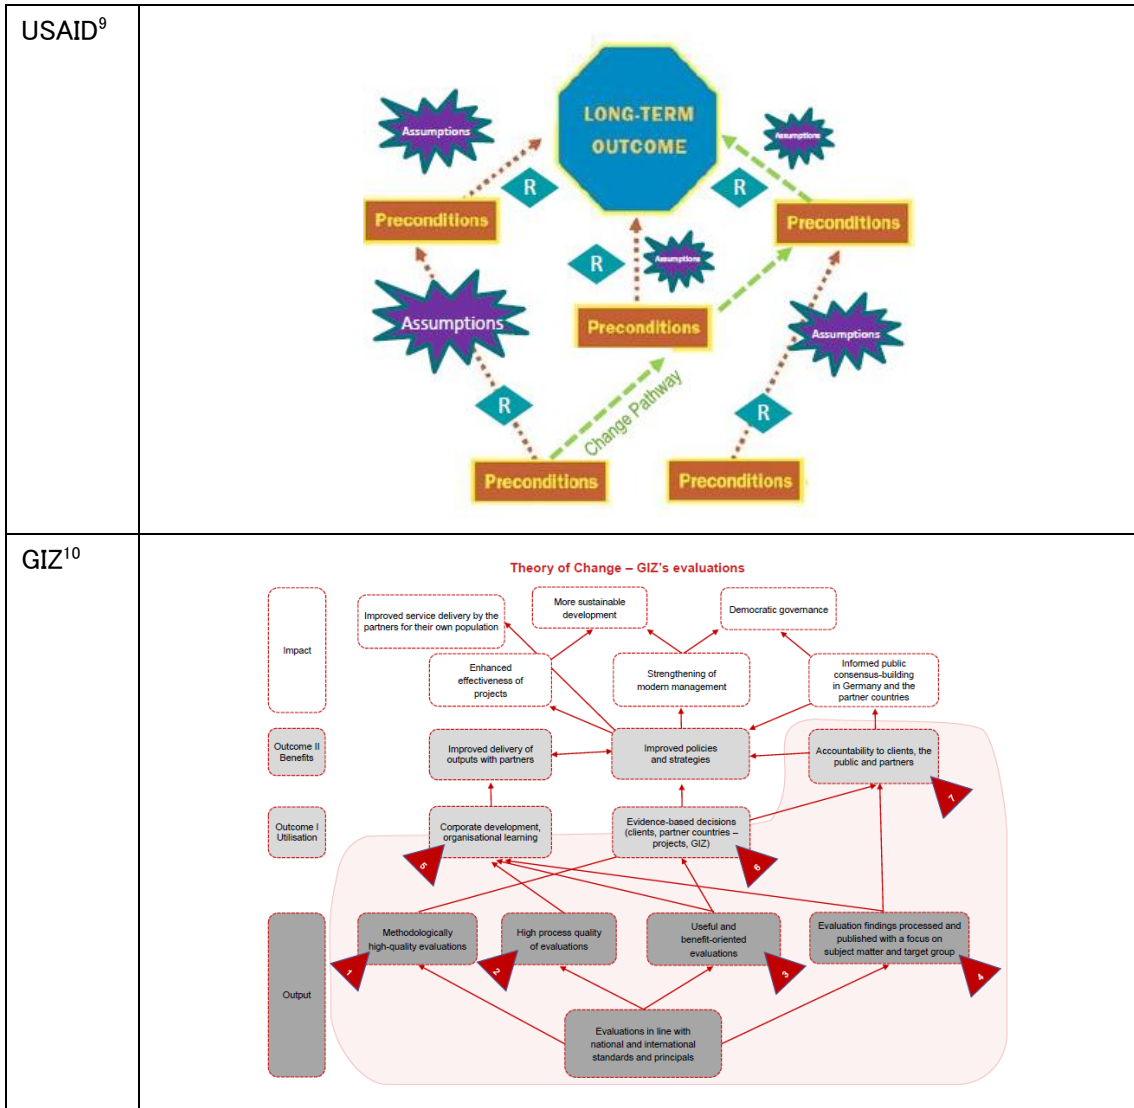 USAID⁹
LONG-TERM
OUTCOME
Assumptions
Assumptions
R
R
Preconditions
Preconditions
R
Assumptions
Assumptions
Preconditions
Assumptions
R
Change Pathway
R
Preconditions
Preconditions
GIZ¹⁰
Theory of Change – GIZ's evaluations
Impact
Improved service delivery by the
partners for their own population
More sustainable
development
Democratic governance
Enhanced
effectiveness of
projects
Strengthening of
modern management
Informed public
consensus-building
in Germany and the
partner countries
Outcome II
Benefits
Improved delivery of
outputs with partners
Improved policies
and strategies
Accountability to clients, the
public and partners
7
Outcome I
Utilisation
Corporate development,
organisational learning
5
Evidence-based decisions
(clients, partner countries –
projects, GIZ)
6
Output
Methodologically
high-quality evaluations
1
High process quality
of evaluations
2
Useful and
benefit-oriented
evaluations
3
Evaluation findings processed and
published with a focus on
subject matter and target group
4
Evaluations in line with
national and international
standards and principals